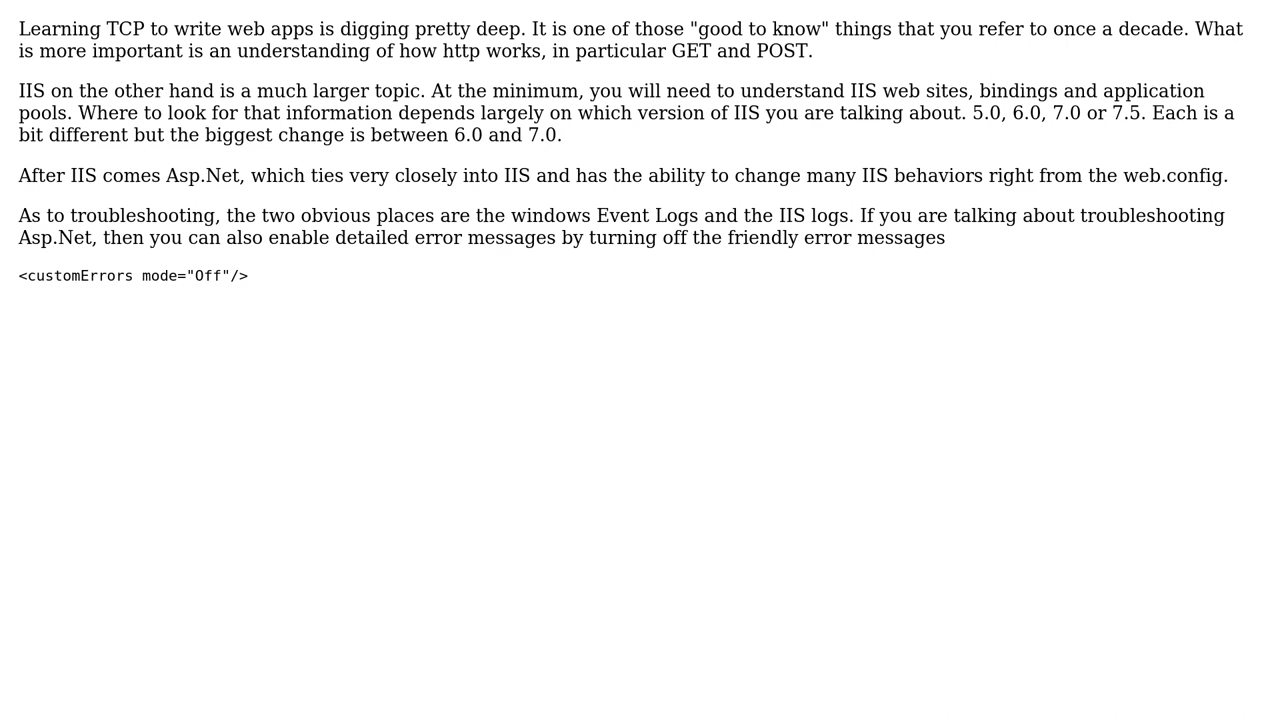 Learning TCP to write web apps is digging pretty deep. It is one of those "good to know" things that you refer to once a decade. What
is more important is an understanding of how http works, in particular GET and POST.
IIS on the other hand is a much larger topic. At the minimum, you will need to understand IIS web sites, bindings and application
pools. Where to look for that information depends largely on which version of IIS you are talking about. 5.0, 6.0, 7.0 or 7.5. Each is a
bit different but the biggest change is between 6.0 and 7.0.
After IIS comes Asp.Net, which ties very closely into IIS and has the ability to change many IIS behaviors right from the web.config.
As to troubleshooting, the two obvious places are the windows Event Logs and the IIS logs. If you are talking about troubleshooting
Asp.Net, then you can also enable detailed error messages by turning off the friendly error messages
<customErrors mode="Off"/>